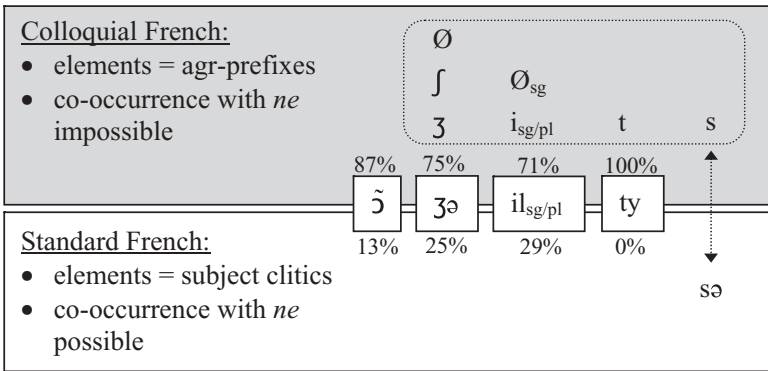 Colloquial French:
• elements = agr-prefixes
• co-occurrence with ne
impossible
Ø
ʃ Øsg
ʒ isg/pl t s
87% 75% 71% 100%
ɔ̃ ʒə ilsg/pl ty
13% 25% 29% 0%
Standard French:
• elements = subject clitics
• co-occurrence with ne
possible
sə